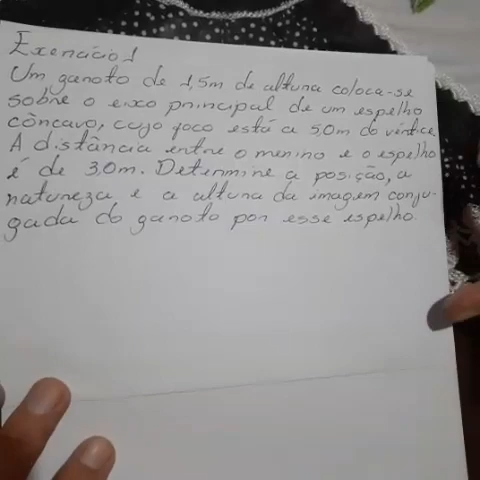 Exercício 1
Um garoto de 1,5m de altura coloca-se
sobre o eixo principal de um espelho
côncavo, cujo foco está a 5,0m do vértice.
A distância entre o menino e o espelho
é de 3,0m. Determine a posição, a
natureza e a altura da imagem conju-
gada do garoto por esse espelho.